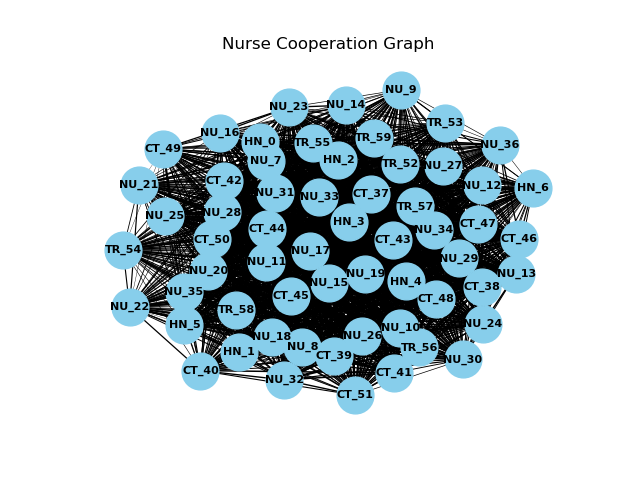 Nurse Cooperation Graph
NU_9
NU_23
NU_14
TR_53
NU_16
HN_0
TR_55
TR_59
NU_36
CT_49
NU_7
HN_2
TR_52
NU_27
NU_21
CT_42
NU_31
NU_33
CT_37
NU_12
HN_6
NU_25
NU_28
HN_3
TR_57
CT_47
CT_44
NU_34
CT_50
CT_43
CT_46
TR_54
NU_17
NU_11
NU_29
NU_20
NU_15
NU_19
HN_4
NU_13
NU_35
CT_45
CT_48
CT_38
NU_22
TR_58
HN_5
NU_18
NU_26
NU_10
NU_24
HN_1
NU_8
CT_39
TR_56
NU_30
CT_40
NU_32
CT_41
CT_51